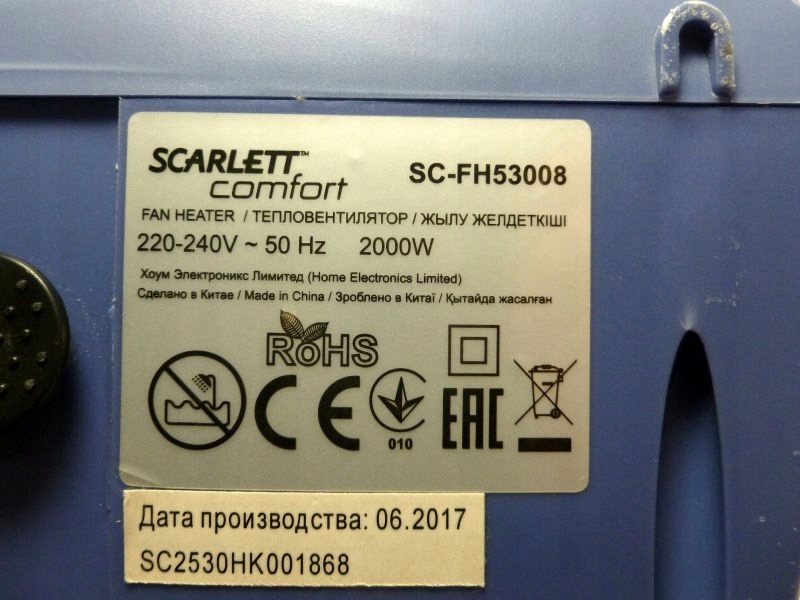 SCARLETT™
comfort
SC-FH53008
FAN HEATER / ТЕПЛОВЕНТИЛЯТОР / ЖЫЛУ ЖЕЛДЕТКІШІ
220-240V ~ 50 Hz 2000W
Хоум Электроникс Лимитед (Home Electronics Limited)
Сделано в Китае / Made in China / Зроблено в Китаї / Қытайда жасалған
RoHS
CE
010
EAC
Дата производства: 06.2017
SC2530HK001868